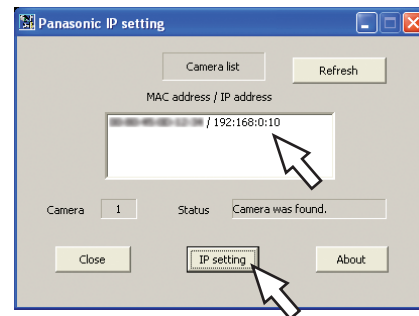 Panasonic IP setting
Camera list
Refresh
MAC address / IP address
/ 192:168:0:10
Camera 1 Status Camera was found.
Close IP setting About